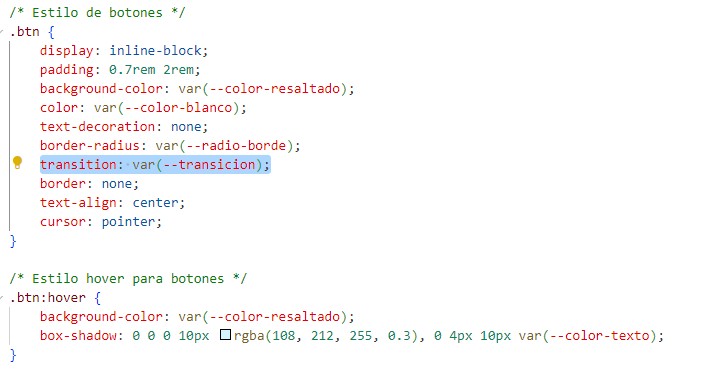 /* Estilo de botones */
.btn {
display: inline-block;
padding: 0.7rem 2rem;
background-color: var(--color-resaltado);
color: var(--color-blanco);
text-decoration: none;
border-radius: var(--radio-borde);
transition: var(--transicion);
border: none;
text-align: center;
cursor: pointer;
}
/* Estilo hover para botones */
.btn:hover {
background-color: var(--color-resaltado);
box-shadow: 0 0 0 10px rgba(108, 212, 255, 0.3), 0 4px 10px var(--color-texto);
}